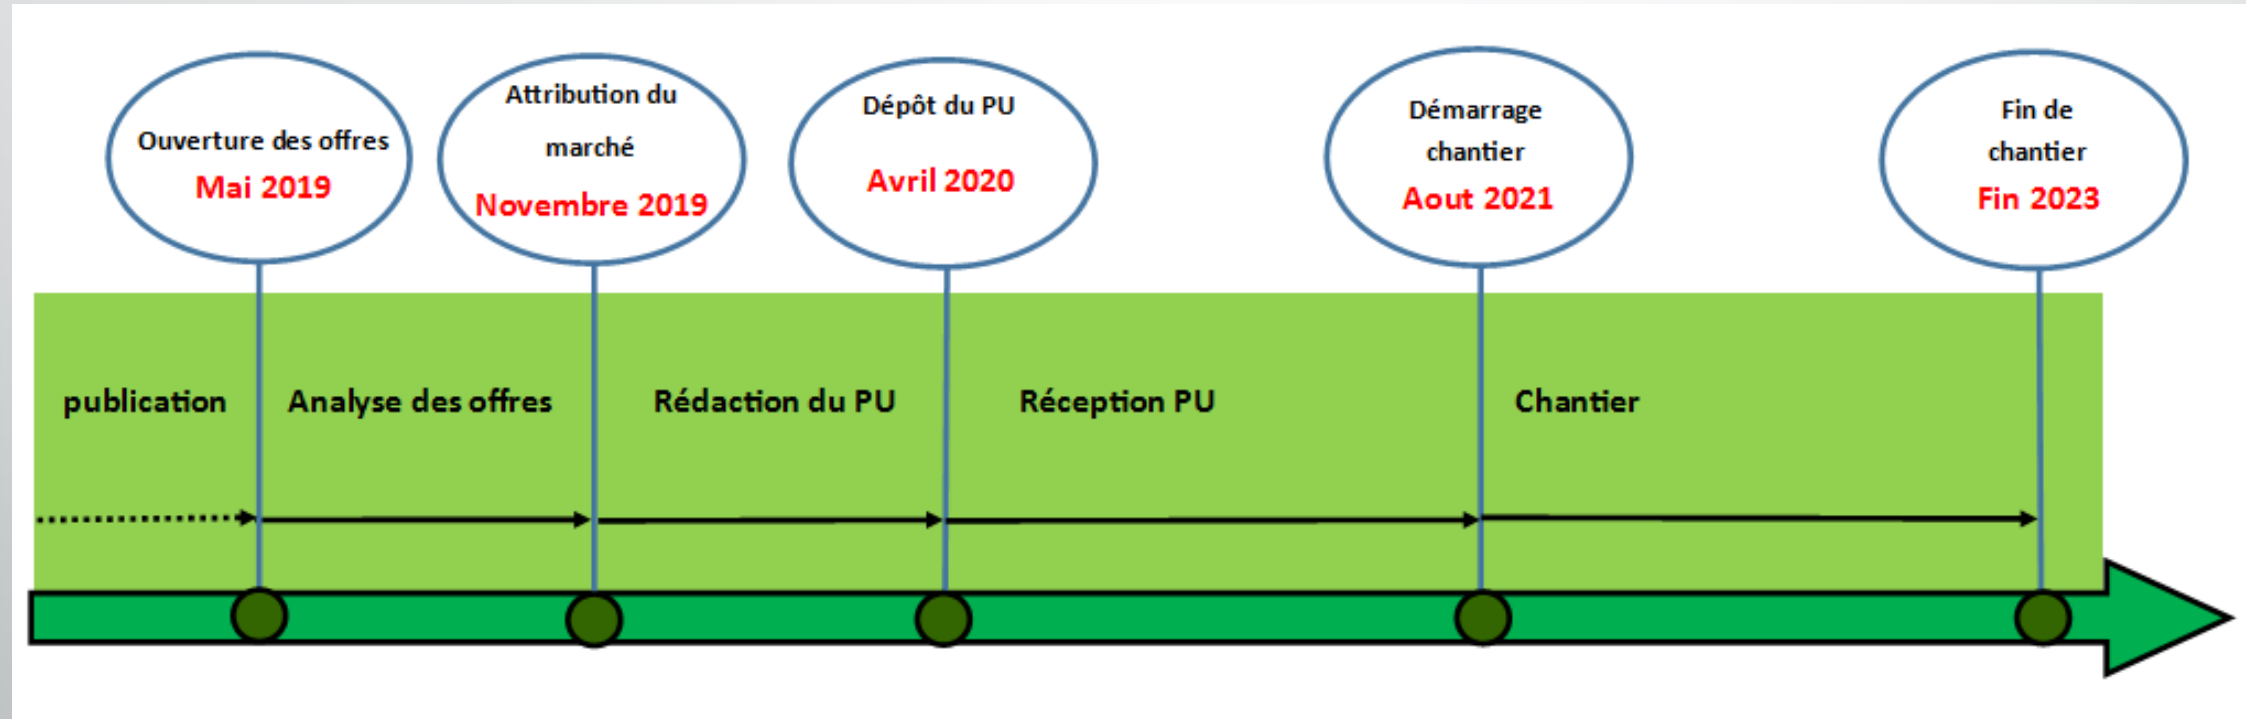 Ouverture des offres
Mai 2019
Attribution du
marché
Novembre 2019
Dépôt du PU
Avril 2020
Démarrage
chantier
Aout 2021
Fin de
chantier
Fin 2023
publication
Analyse des offres
Rédaction du PU
Réception PU
Chantier